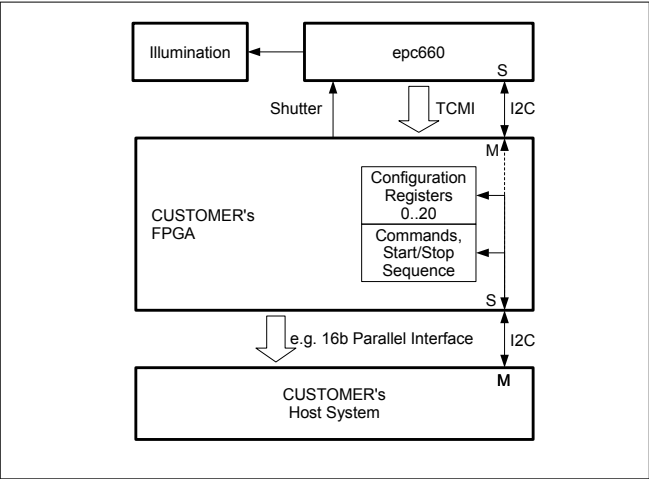 Illumination
epc660
S
Shutter
TCMI
I2C
M
Configuration
Registers
0..20
CUSTOMER's
FPGA
Commands,
Start/Stop
Sequence
S
e.g. 16b Parallel Interface
I2C
M
CUSTOMER's
Host System